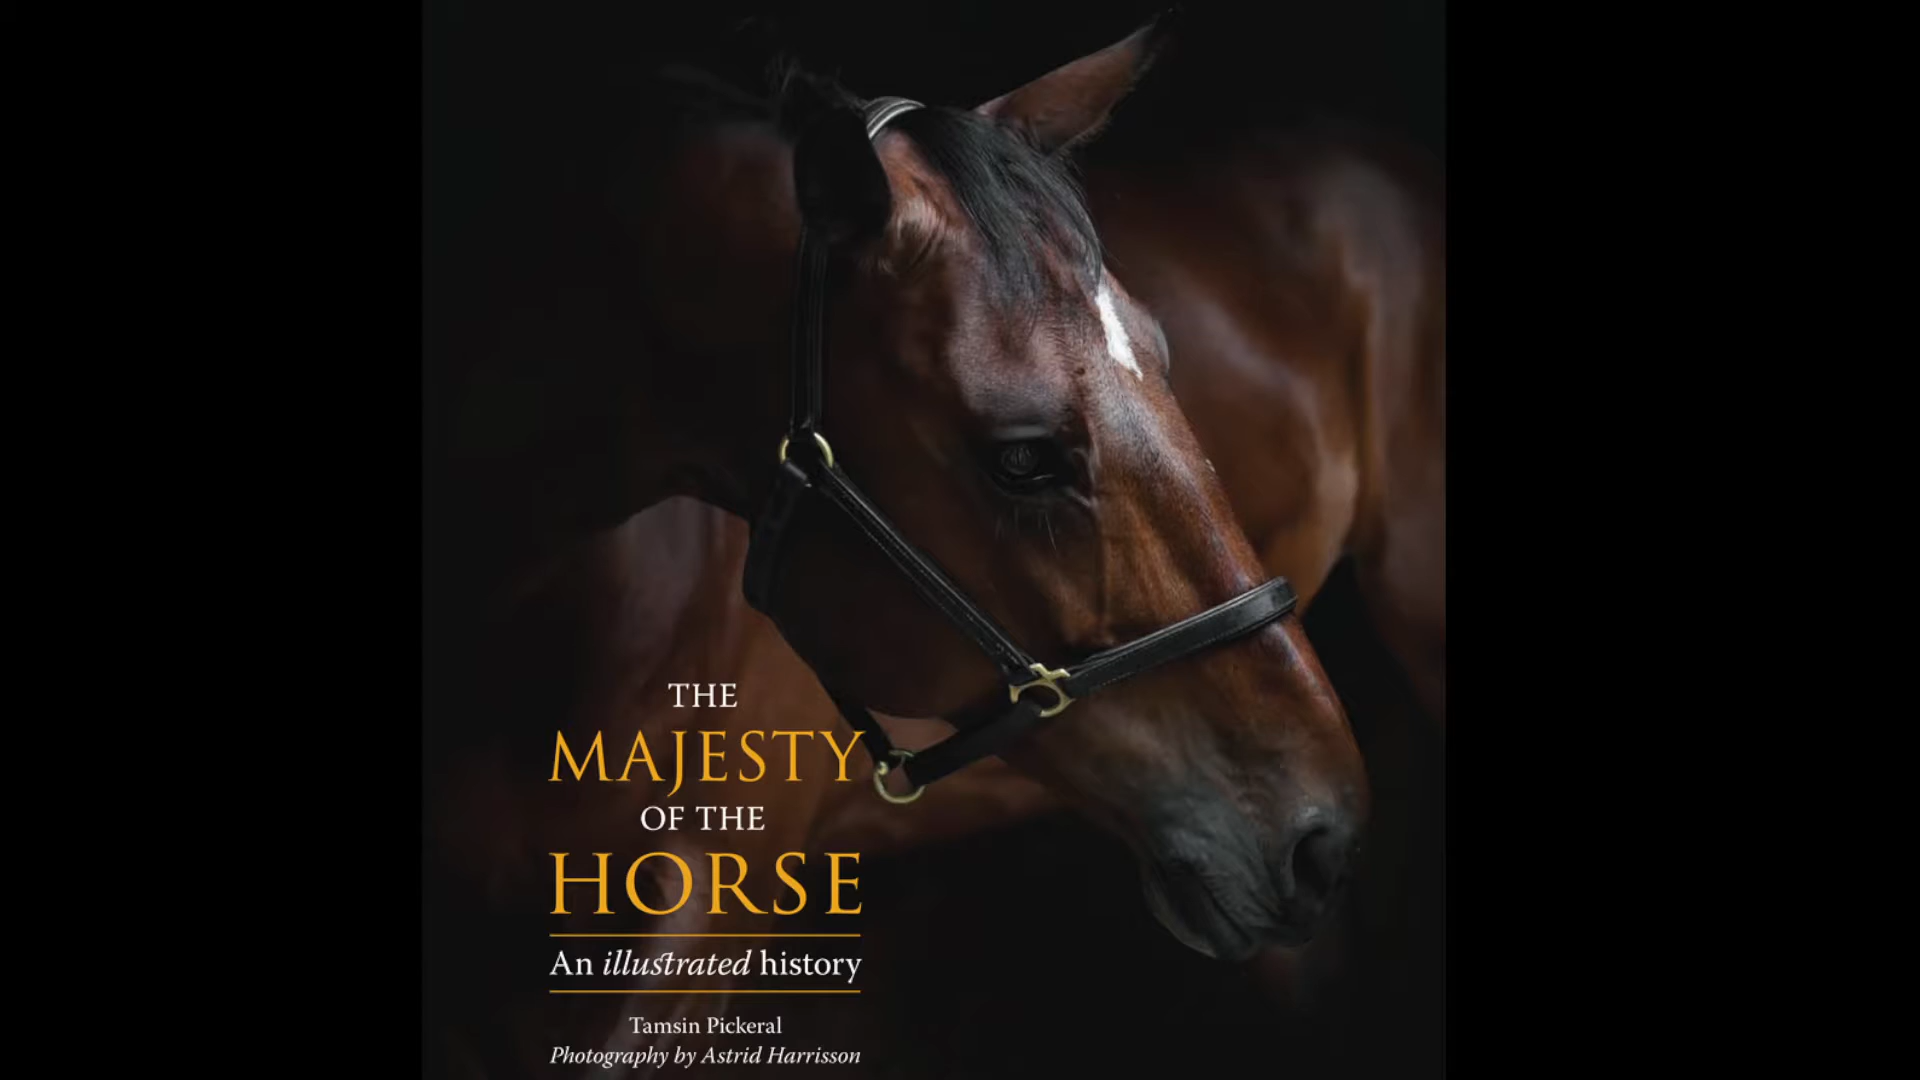 THE
MAJESTY
OF THE
HORSE
An illustrated history
Tamsin Pickeral
Photography by Astrid Harrisson